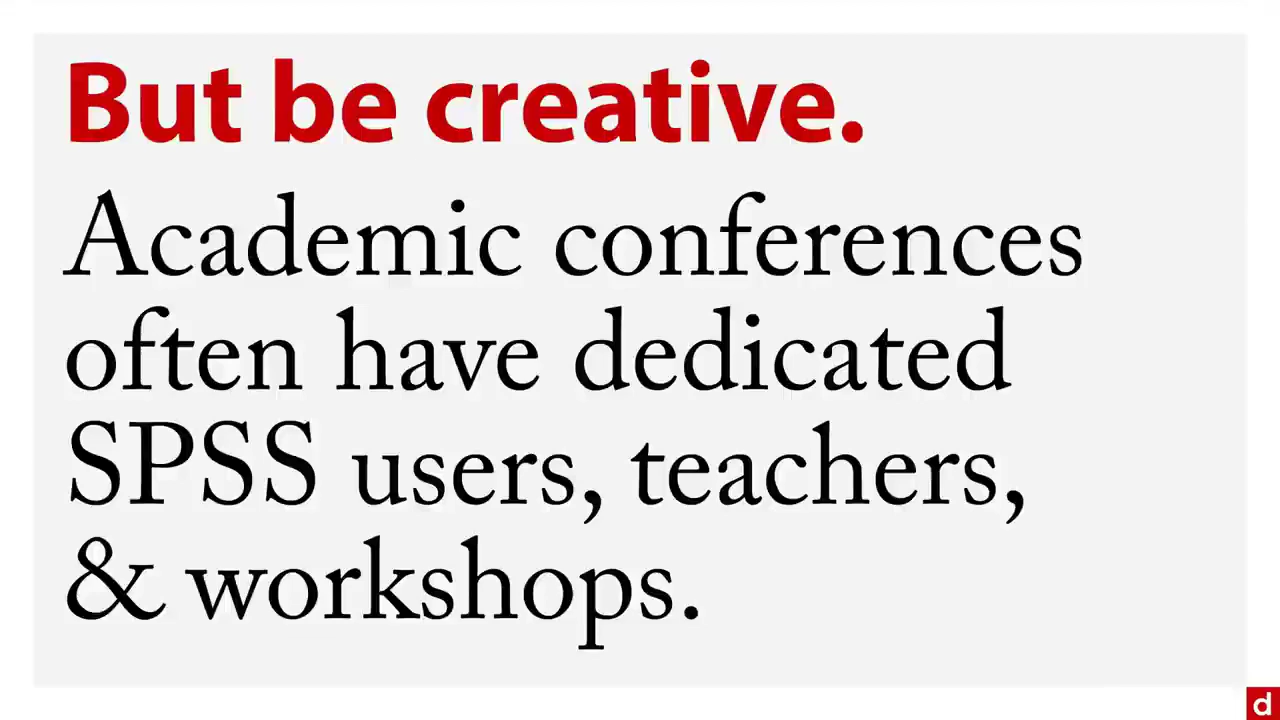 But be creative.
Academic conferences
often have dedicated
SPSS users, teachers,
& workshops.
d